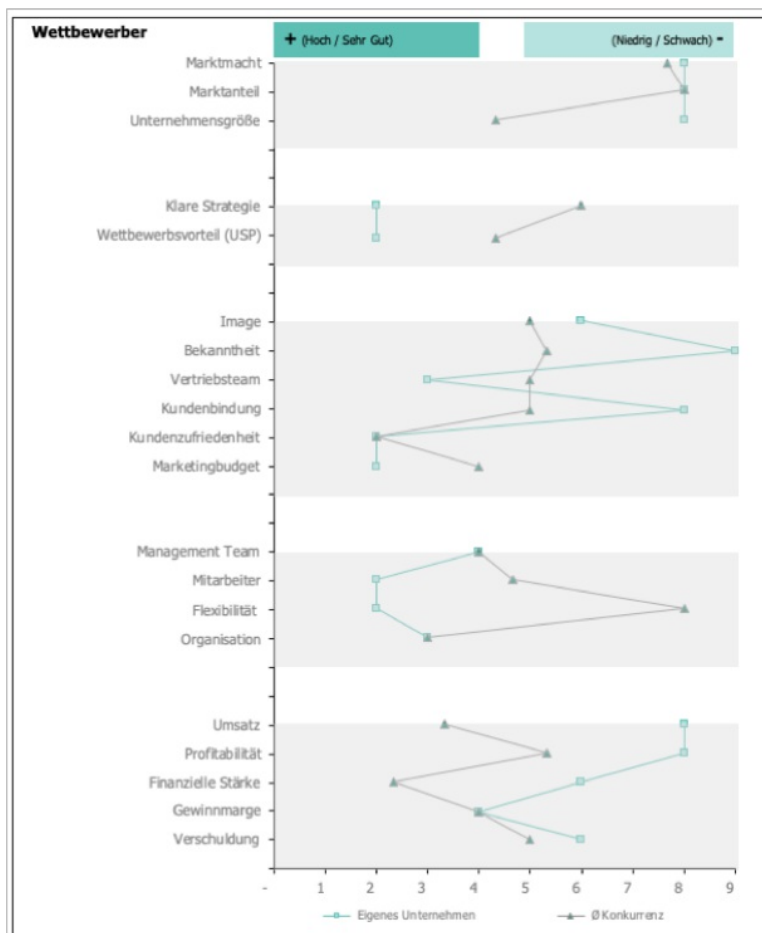 Wettbewerber
+ (Hoch / Sehr Gut)
(Niedrig / Schwach) -
Marktmacht
Marktanteil
Unternehmensgröße
Klare Strategie
Wettbewerbsvorteil (USP)
Image
Bekanntheit
Vertriebsteam
Kundenbindung
Kundenzufriedenheit
Marketingbudget
Management Team
Mitarbeiter
Flexibilität
Organisation
Umsatz
Profitabilität
Finanzielle Stärke
Gewinnmarge
Verschuldung
- 1 2 3 4 5 6 7 8 9
Eigenes Unternehmen Ø Konkurrenz